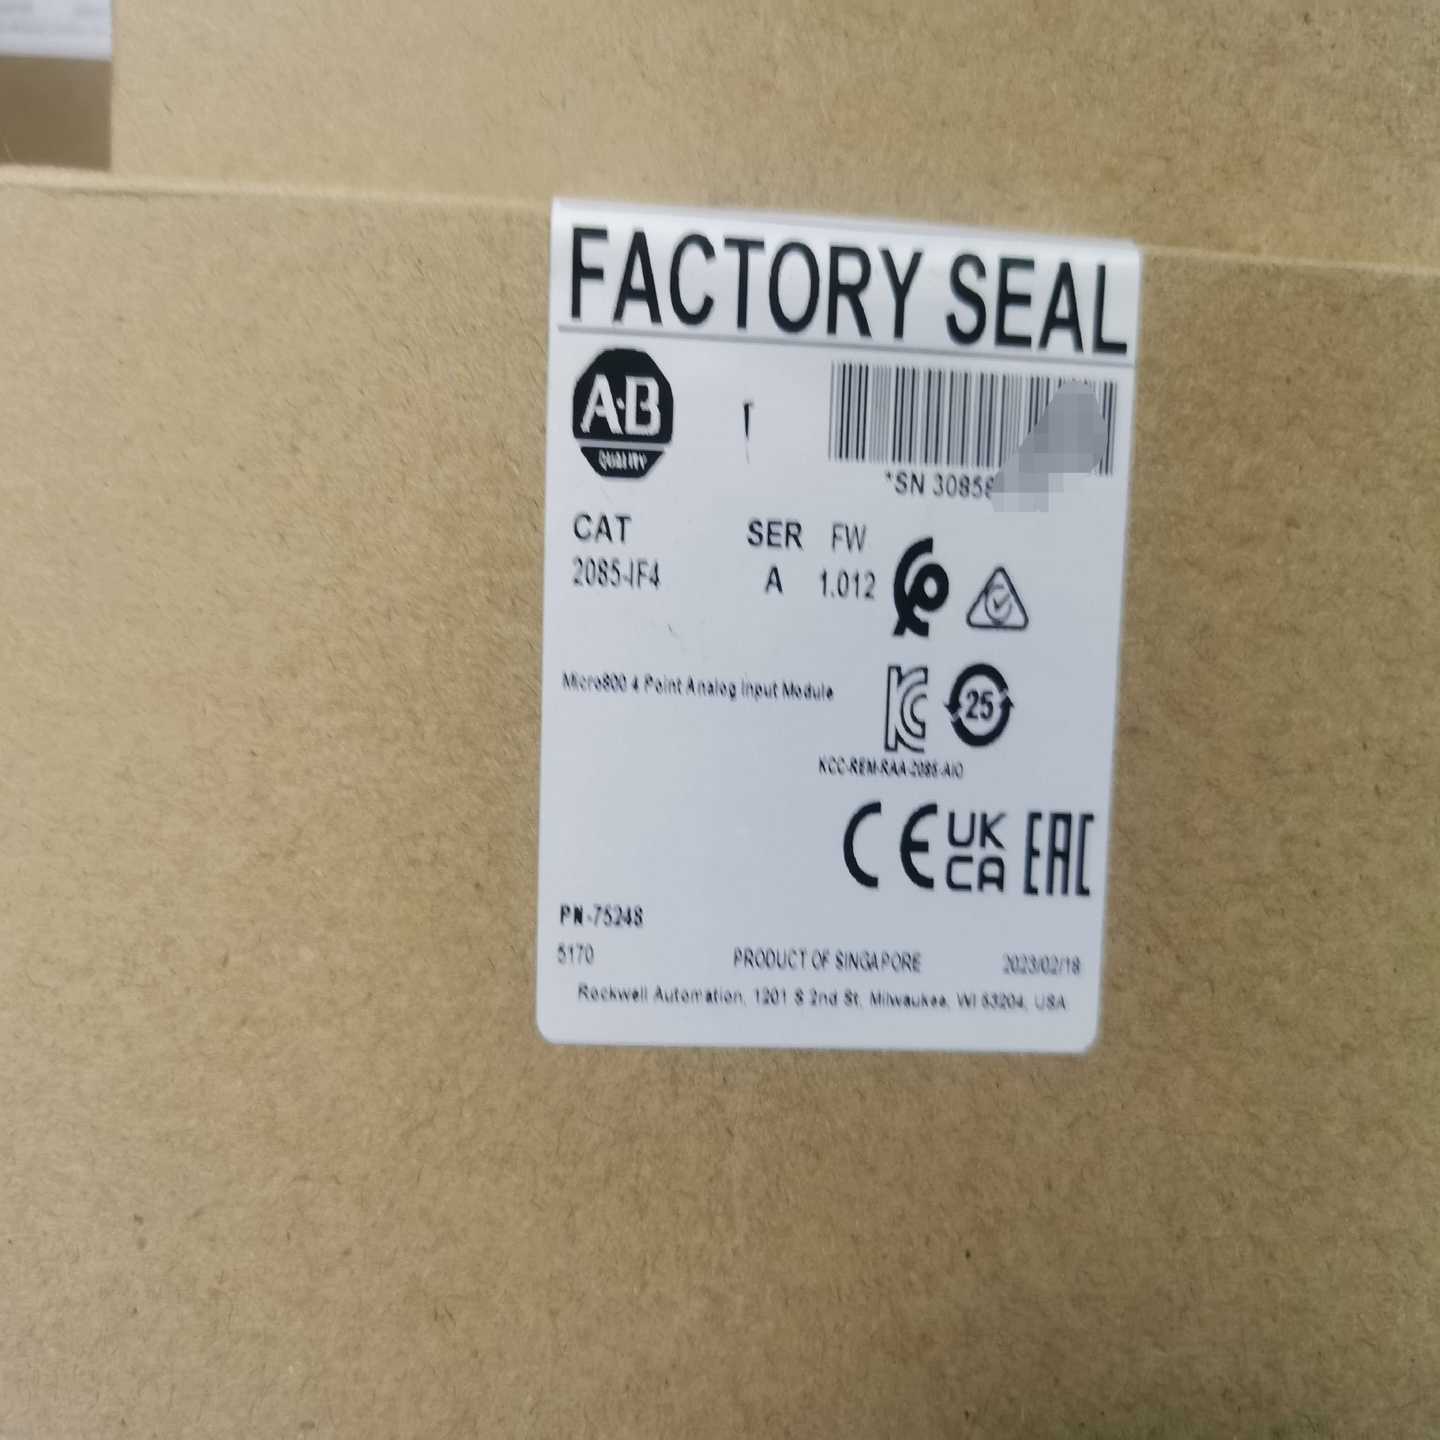 FACTORY SEAL
A·B
QUALITY
*SN 30858
CAT SER FW
2085-IF4 A 1.012
Micro800 4 Point Analog Input Module
25
KCC-REM-RAA-2085-AIO
CE UK CA EAC
PN-75248
5170 PRODUCT OF SINGAPORE 2023/02/18
Rockwell Automation, 1201 S 2nd St, Milwaukee, WI 53204, USA